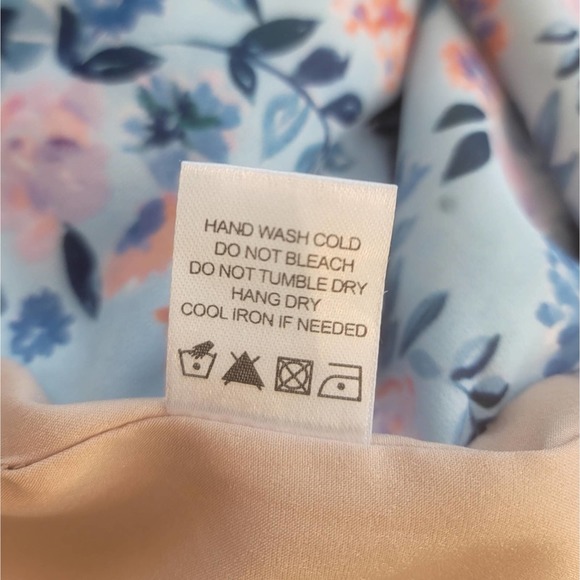 HAND WASH COLD
DO NOT BLEACH
DO NOT TUMBLE DRY
HANG DRY
COOL IRON IF NEEDED